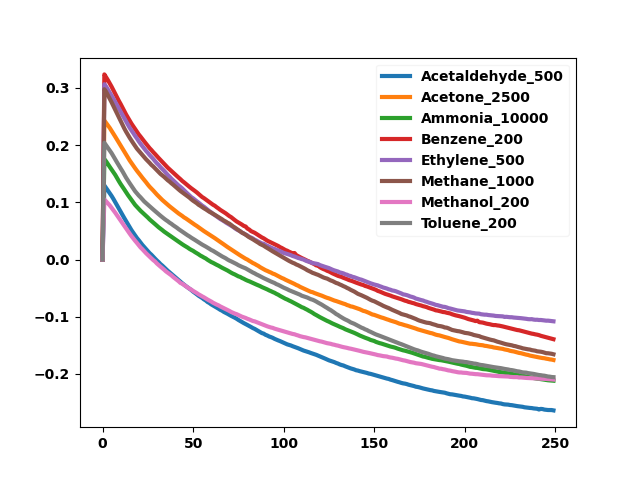 0.3
0.2
0.1
0.0
−0.1
−0.2
0
50
100
150
200
250
Acetaldehyde_500
Acetone_2500
Ammonia_10000
Benzene_200
Ethylene_500
Methane_1000
Methanol_200
Toluene_200